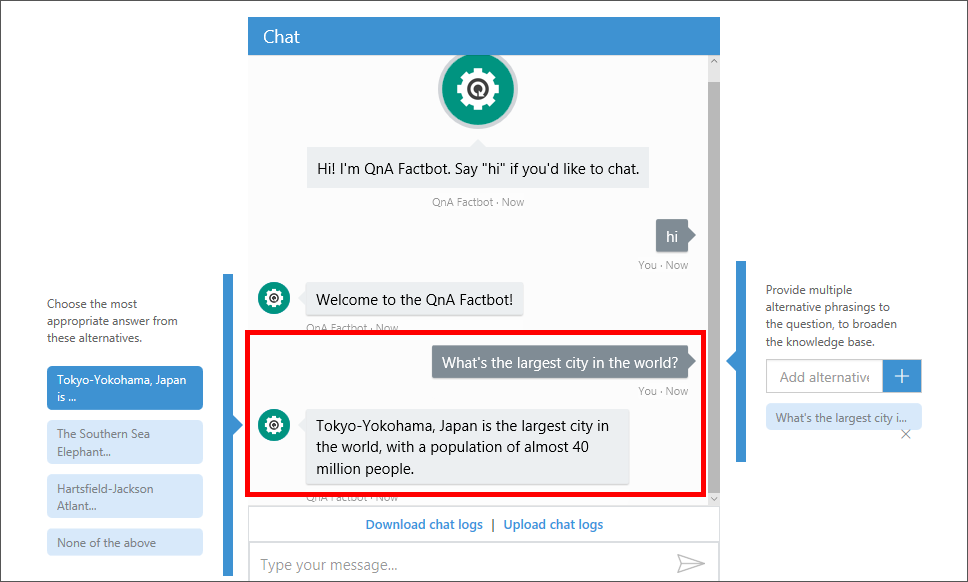 Chat
Hi! I'm QnA Factbot. Say "hi" if you'd like to chat.
QnA Factbot · Now
hi
You · Now
Welcome to the QnA Factbot!
QnA Factbot · Now
What's the largest city in the world?
You · Now
Tokyo-Yokohama, Japan is the largest city in
the world, with a population of almost 40
million people.
QnA Factbot · Now
Download chat logs | Upload chat logs
Type your message...
Choose the most
appropriate answer from
these alternatives.
Tokyo-Yokohama, Japan
is ...
The Southern Sea
Elephant...
Hartsfield-Jackson
Atlant...
None of the above
Provide multiple
alternative phrasings to
the question, to broaden
the knowledge base.
Add alternative
What's the largest city i...